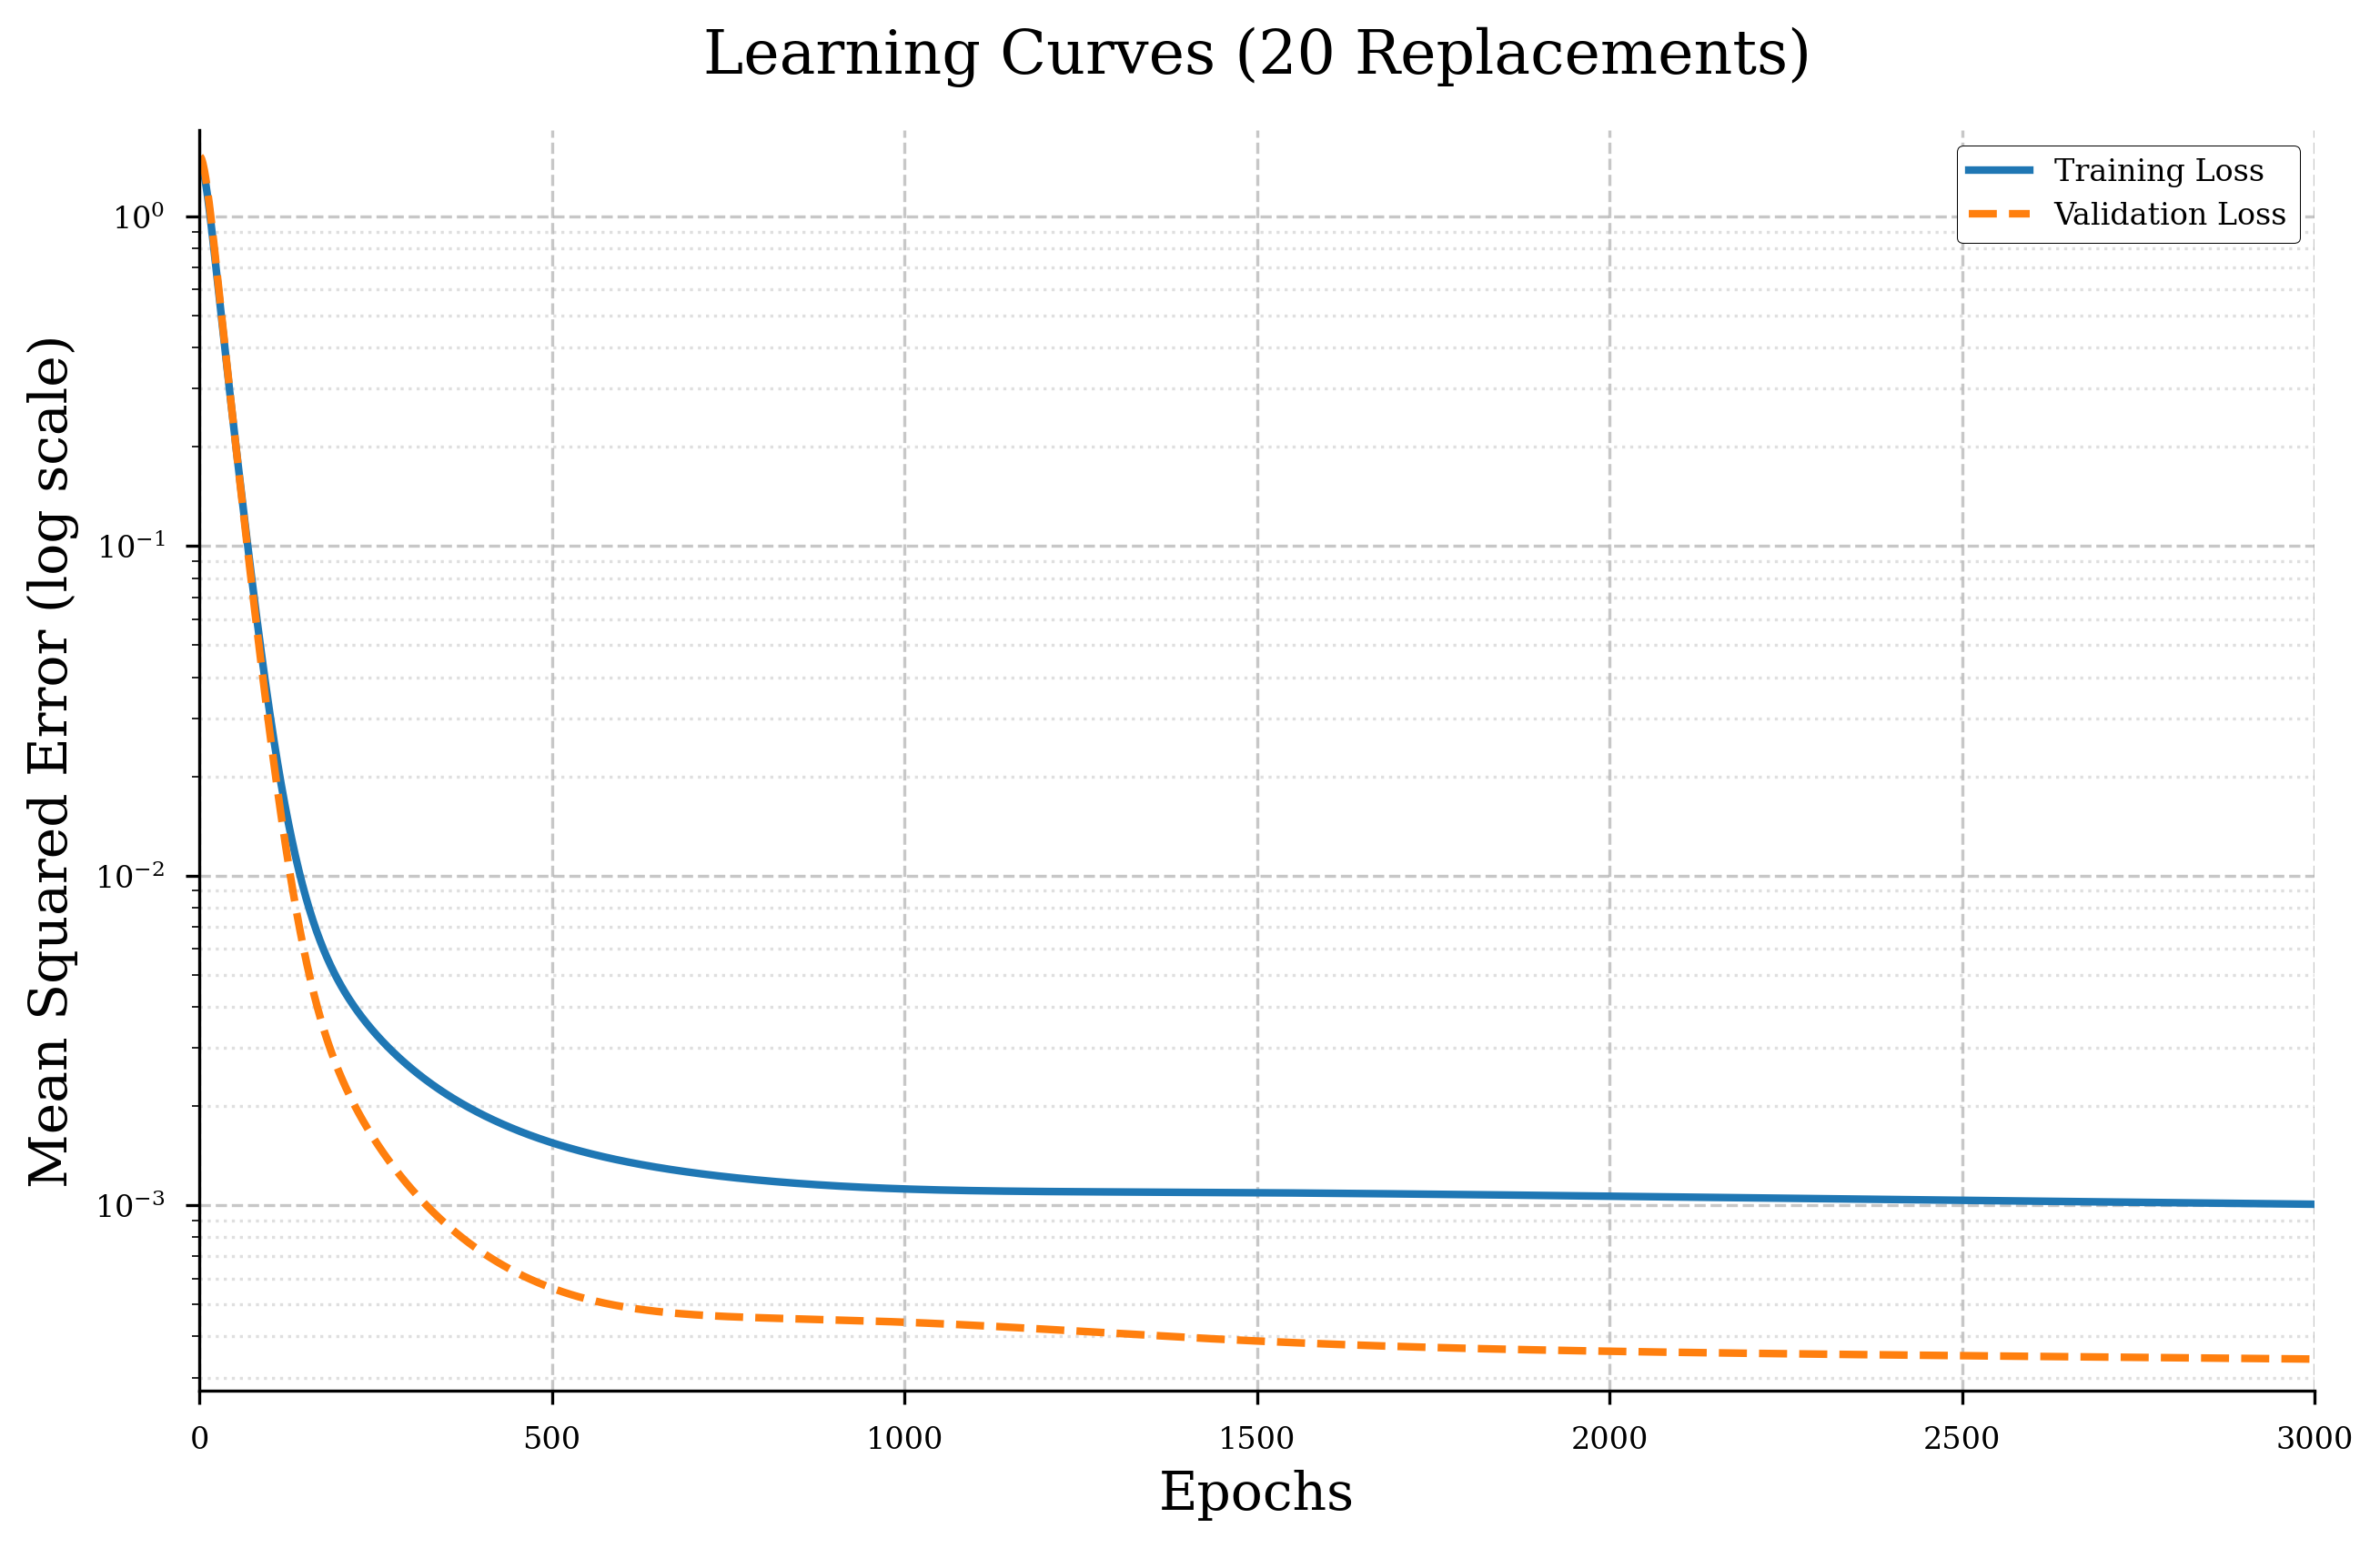 Learning Curves (20 Replacements)
Training Loss
Validation Loss
Mean Squared Error (log scale)
10⁰
10⁻¹
10⁻²
10⁻³
0 500 1000 1500 2000 2500 3000
Epochs